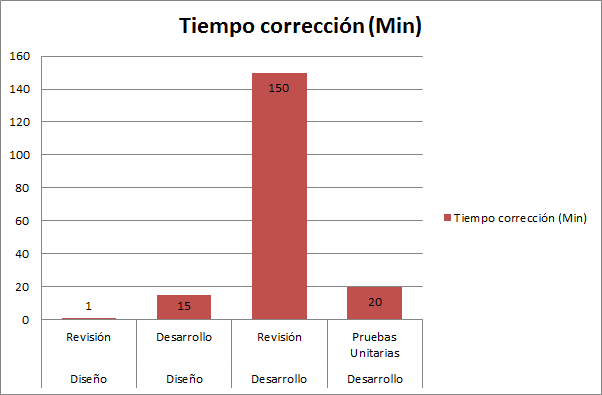 Tiempo corrección (Min)
160
140
120
100
80
60
40
20
0
1
15
150
20
Tiempo corrección (Min)
Revisión
Desarrollo
Revisión
Pruebas
Unitarias
Diseño
Diseño
Desarrollo
Desarrollo